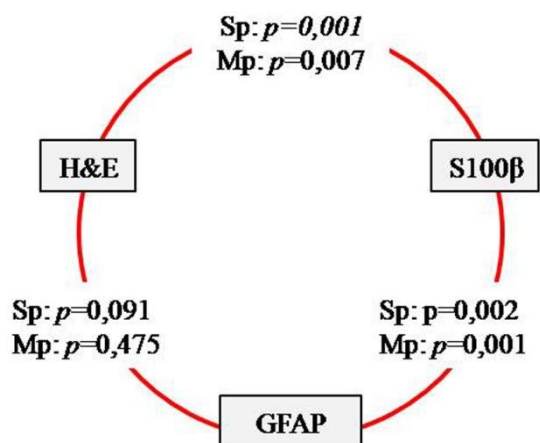 Sp: p=0,001
Mp: p=0,007
H&E
S100β
Sp: p=0,091
Mp: p=0,475
Sp: p=0,002
Mp: p=0,001
GFAP